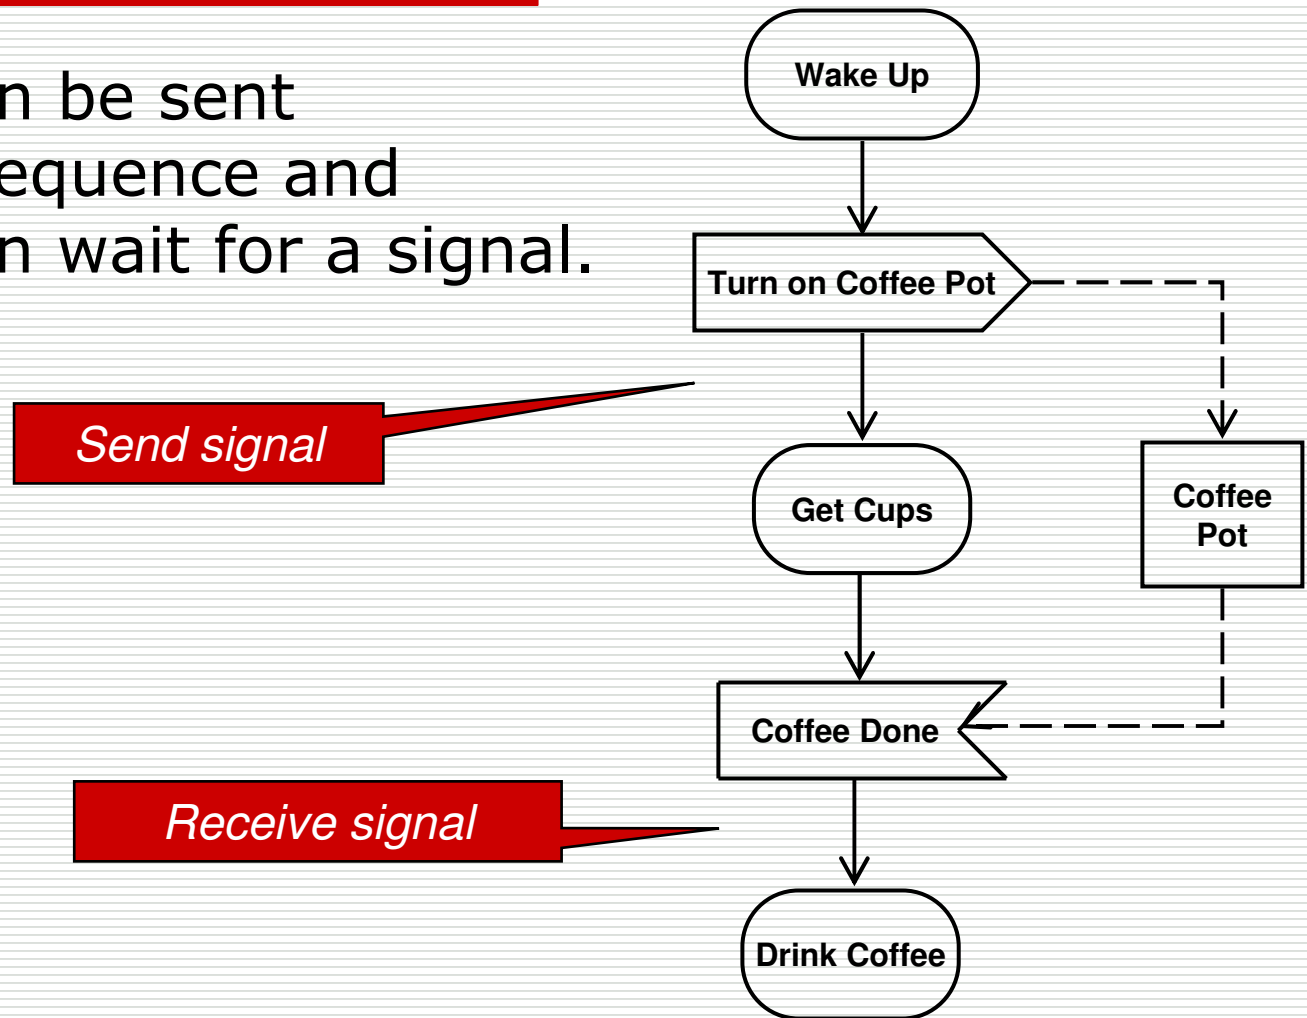 n be sent
equence and
n wait for a signal.
Wake Up
Turn on Coffee Pot
Send signal
Get Cups
Coffee
Pot
Coffee Done
Receive signal
Drink Coffee